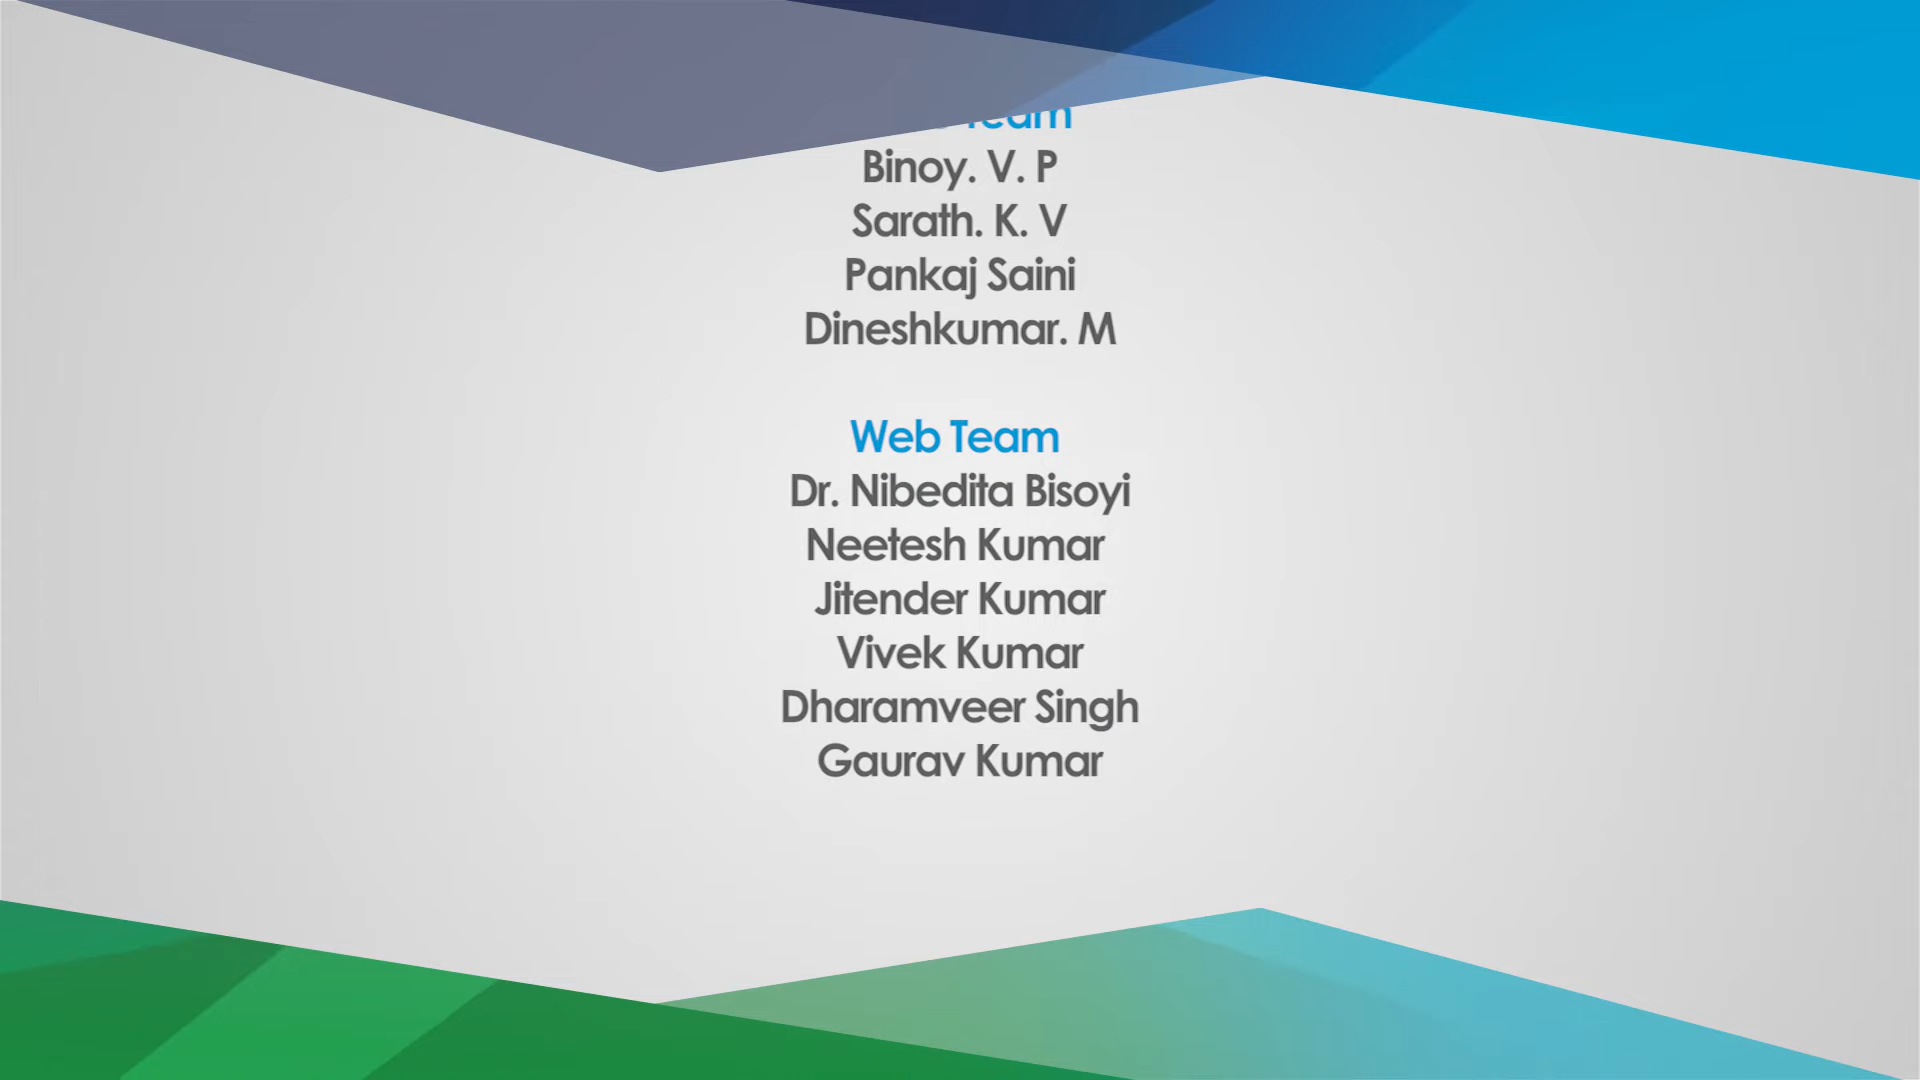 Team
Binoy. V. P
Sarath. K. V
Pankaj Saini
Dineshkumar. M
Web Team
Dr. Nibedita Bisoyi
Neetesh Kumar
Jitender Kumar
Vivek Kumar
Dharamveer Singh
Gaurav Kumar